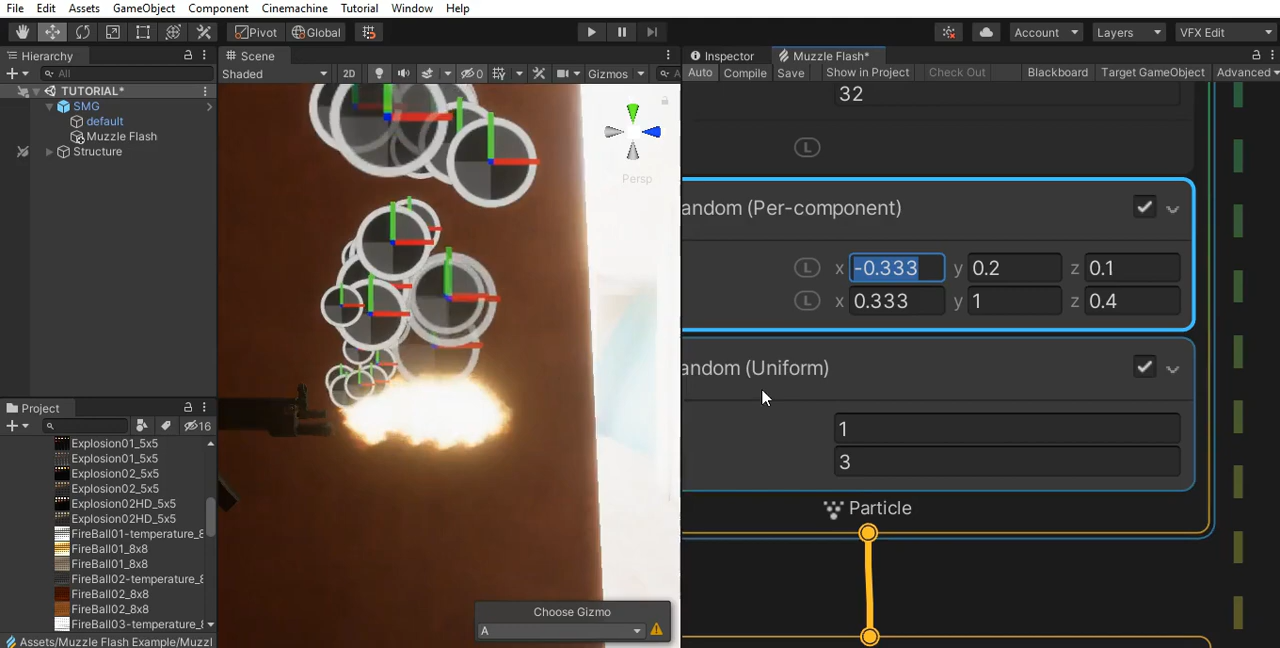 File Edit Assets GameObject Component Cinemachine Tutorial Window Help
Pivot Global Account Layers VFX Edit
Hierarchy
All
TUTORIAL*
SMG
default
Muzzle Flash
Structure
Scene
Shaded 2D 0 Gizmos A
Persp
Choose Gizmo
A
Inspector Muzzle Flash*
Auto Compile Save Show in Project Check Out Blackboard Target GameObject Advanced
32
L
andom (Per-component)
L x -0.333 y 0.2 z 0.1
L x 0.333 y 1 z 0.4
andom (Uniform)
1
3
Particle
Project
16
Explosion01_5x5
Explosion01_5x5
Explosion02_5x5
Explosion02_5x5
Explosion02HD_5x5
Explosion02HD_5x5
FireBall01-temperature_8
FireBall01_8x8
FireBall01_8x8
FireBall02-temperature_8
FireBall02_8x8
FireBall02_8x8
FireBall03-temperature_8
Assets/Muzzle Flash Example/Muzzl